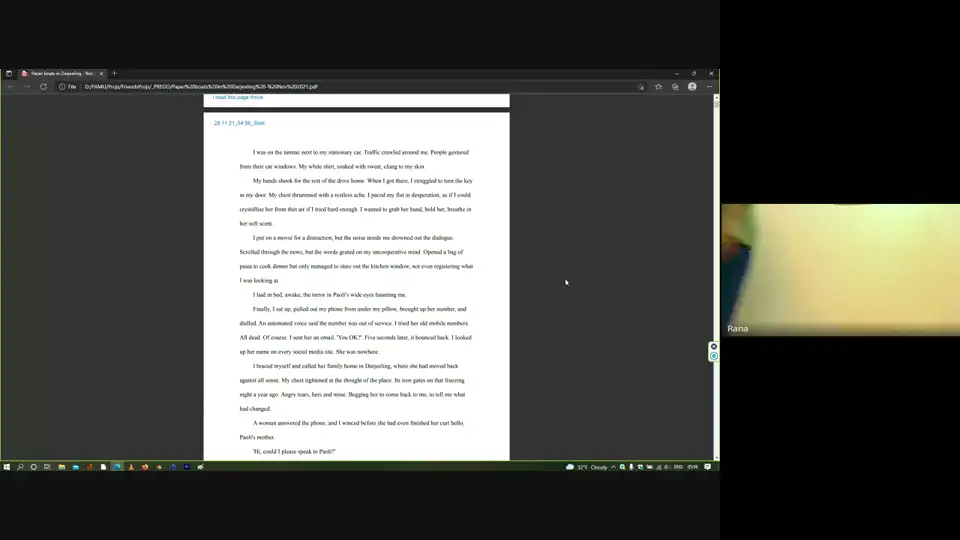 Paper boats in Darjeeling - Nov
File D:/FAMU/Projs/FriendsProjs/_PREGO/Paper%20boats%20in%20Darjeeling%20-%20Nov%202021.pdf
I read this page thrice
28.11.21_04.56_Start
I was on the tarmac next to my stationary car. Traffic crawled around me. People gestured
from their car windows. My white shirt, soaked with sweat, clung to my skin.
My hands shook for the rest of the drive home. When I got there, I struggled to turn the key
in my door. My chest thrummed with a restless ache. I paced my flat in desperation, as if I could
crystallise her from thin air if I tried hard enough. I wanted to grab her hand, hold her, breathe in
her soft scent.
I put on a movie for a distraction, but the noise inside me drowned out the dialogue.
Scrolled through the news, but the words grated on my uncooperative mind. Opened a bag of
pasta to cook dinner but only managed to stare out the kitchen window, not even registering what
I was looking at.
I laid in bed, awake, the terror in Paoli's wide eyes haunting me.
Finally, I sat up, pulled out my phone from under my pillow, brought up her number, and
dialled. An automated voice said the number was out of service. I tried her old mobile numbers.
All dead. Of course. I sent her an email, 'You OK?'. Five seconds later, it bounced back. I looked
up her name on every social media site. She was nowhere.
I braced myself and called her family home in Darjeeling, where she had moved back
against all sense. My chest tightened at the thought of the place. Its iron gates on that freezing
night a year ago. Angry tears, hers and mine. Begging her to come back to me, to tell me what
had changed.
A woman answered the phone, and I winced before she had even finished her curt hello.
Paoli's mother.
'Hi, could I please speak to Paoli?'
Rana
32°F Cloudy
ENG
05:06